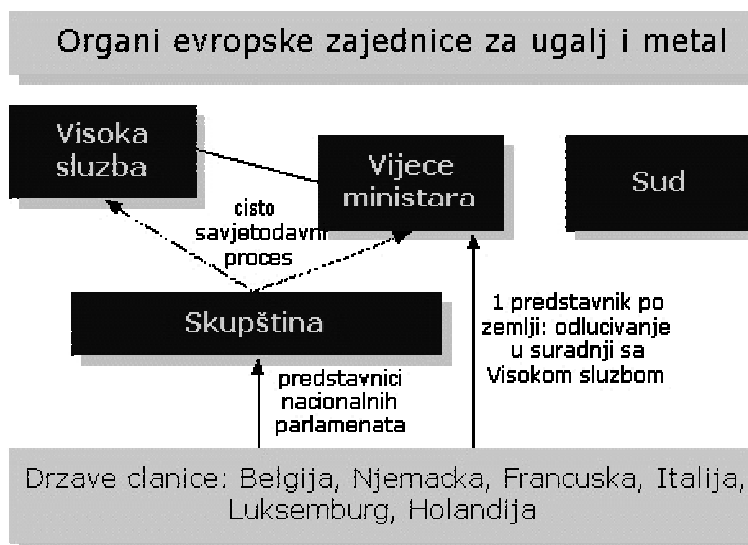 Organi evropske zajednice za ugalj i metal
Visoka
sluzba
Vijece
ministara
Sud
cisto
savjetodavni
proces
Skupština
1 predstavnik po
zemlji: odlucivanje
u suradnji sa
Visokom sluzbom
predstavnici
nacionalnih
parlamenata
Drzave clanice: Belgija, Njemacka, Francuska, Italija,
Luksemburg, Holandija